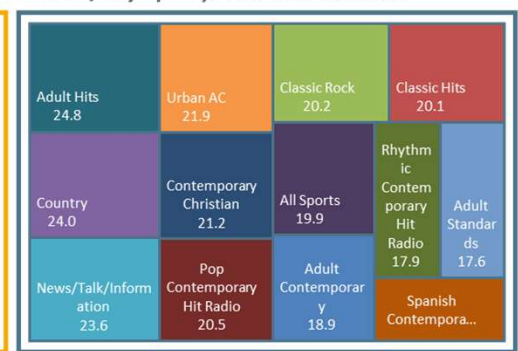 Adult Hits
24.8
Urban AC
21.9
Classic Rock
20.2
Classic Hits
20.1
Country
24.0
Contemporary
Christian
21.2
All Sports
19.9
Rhythm
ic
Contem
porary
Hit
Radio
17.9
Adult
Standar
ds
17.6
News/Talk/Inform
ation
23.6
Pop
Contemporary
Hit Radio
20.5
Adult
Contemporar
y
18.9
Spanish
Contempora...